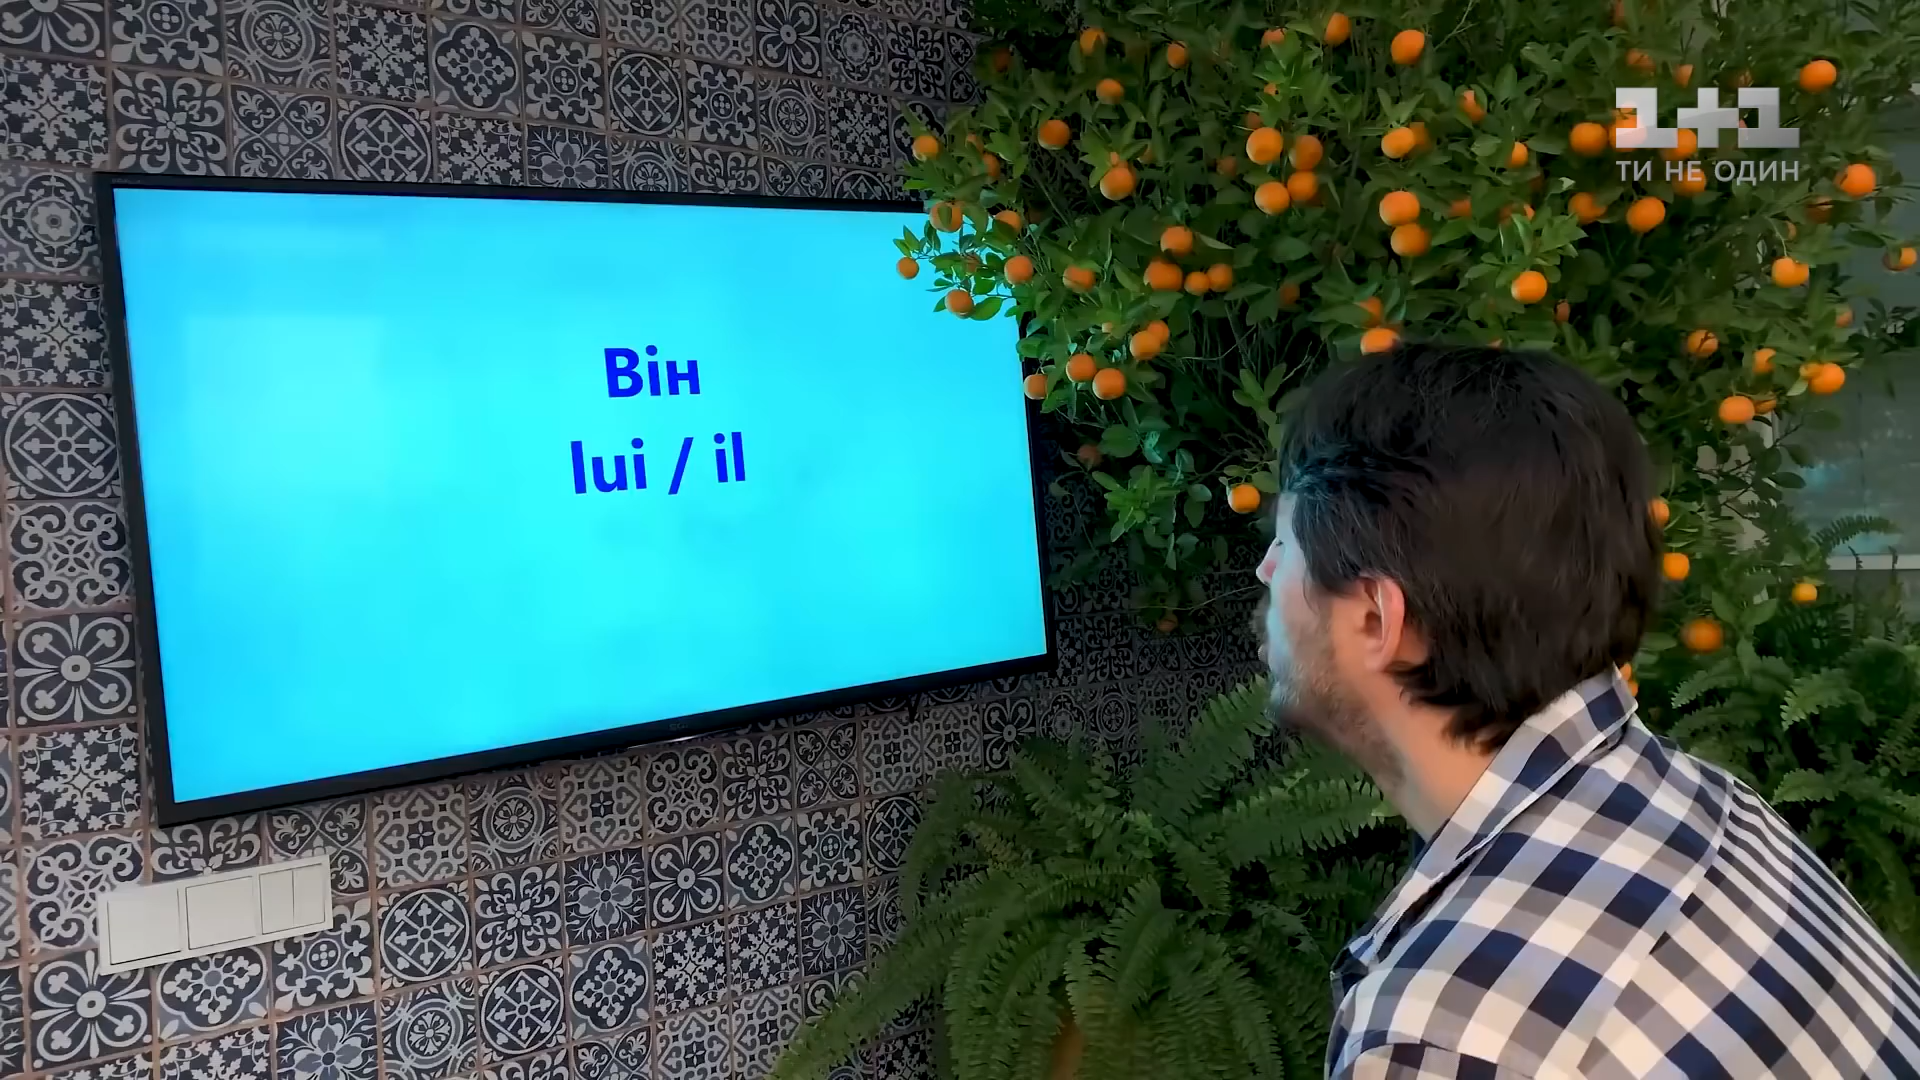 Він
lui / il
1+1
ТИ НЕ ОДИН